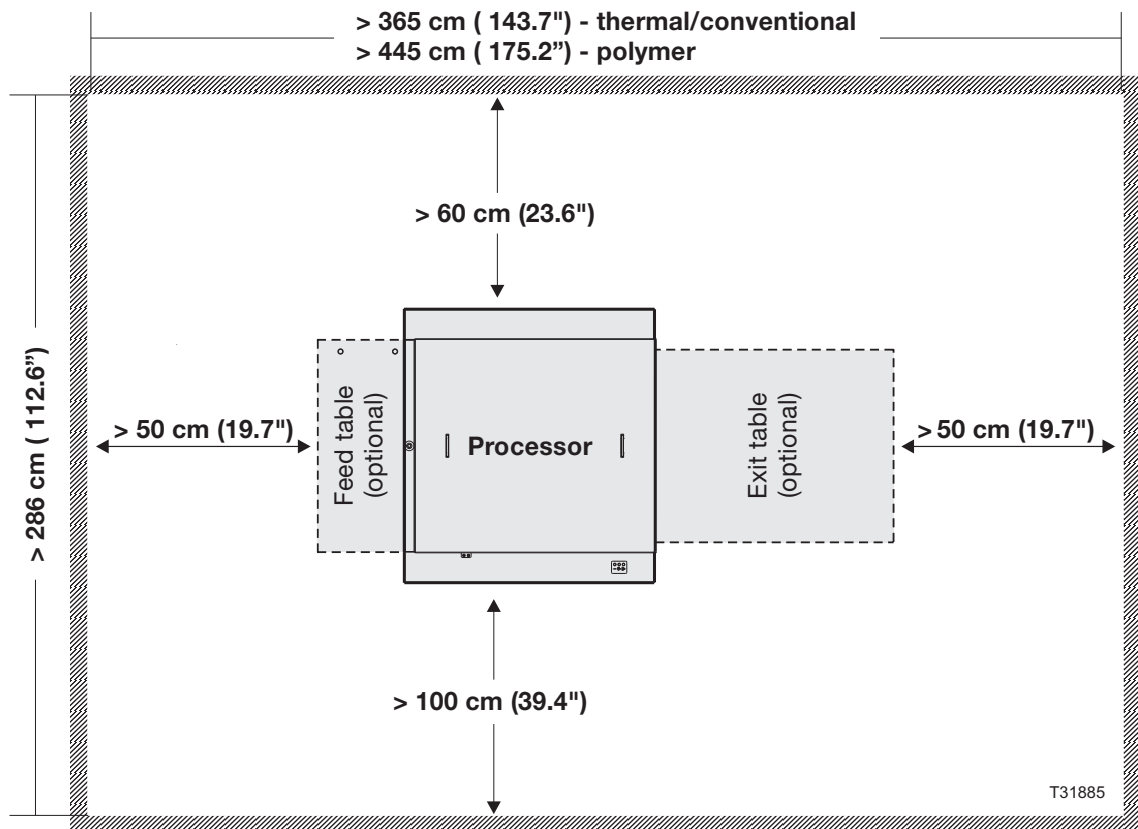 > 365 cm ( 143.7") - thermal/conventional
> 445 cm ( 175.2”) - polymer
> 60 cm (23.6")
> 286 cm ( 112.6”)
> 50 cm (19.7")
Feed table
(optional)
Processor
Exit table
(optional)
> 50 cm (19.7")
> 100 cm (39.4")
T31885